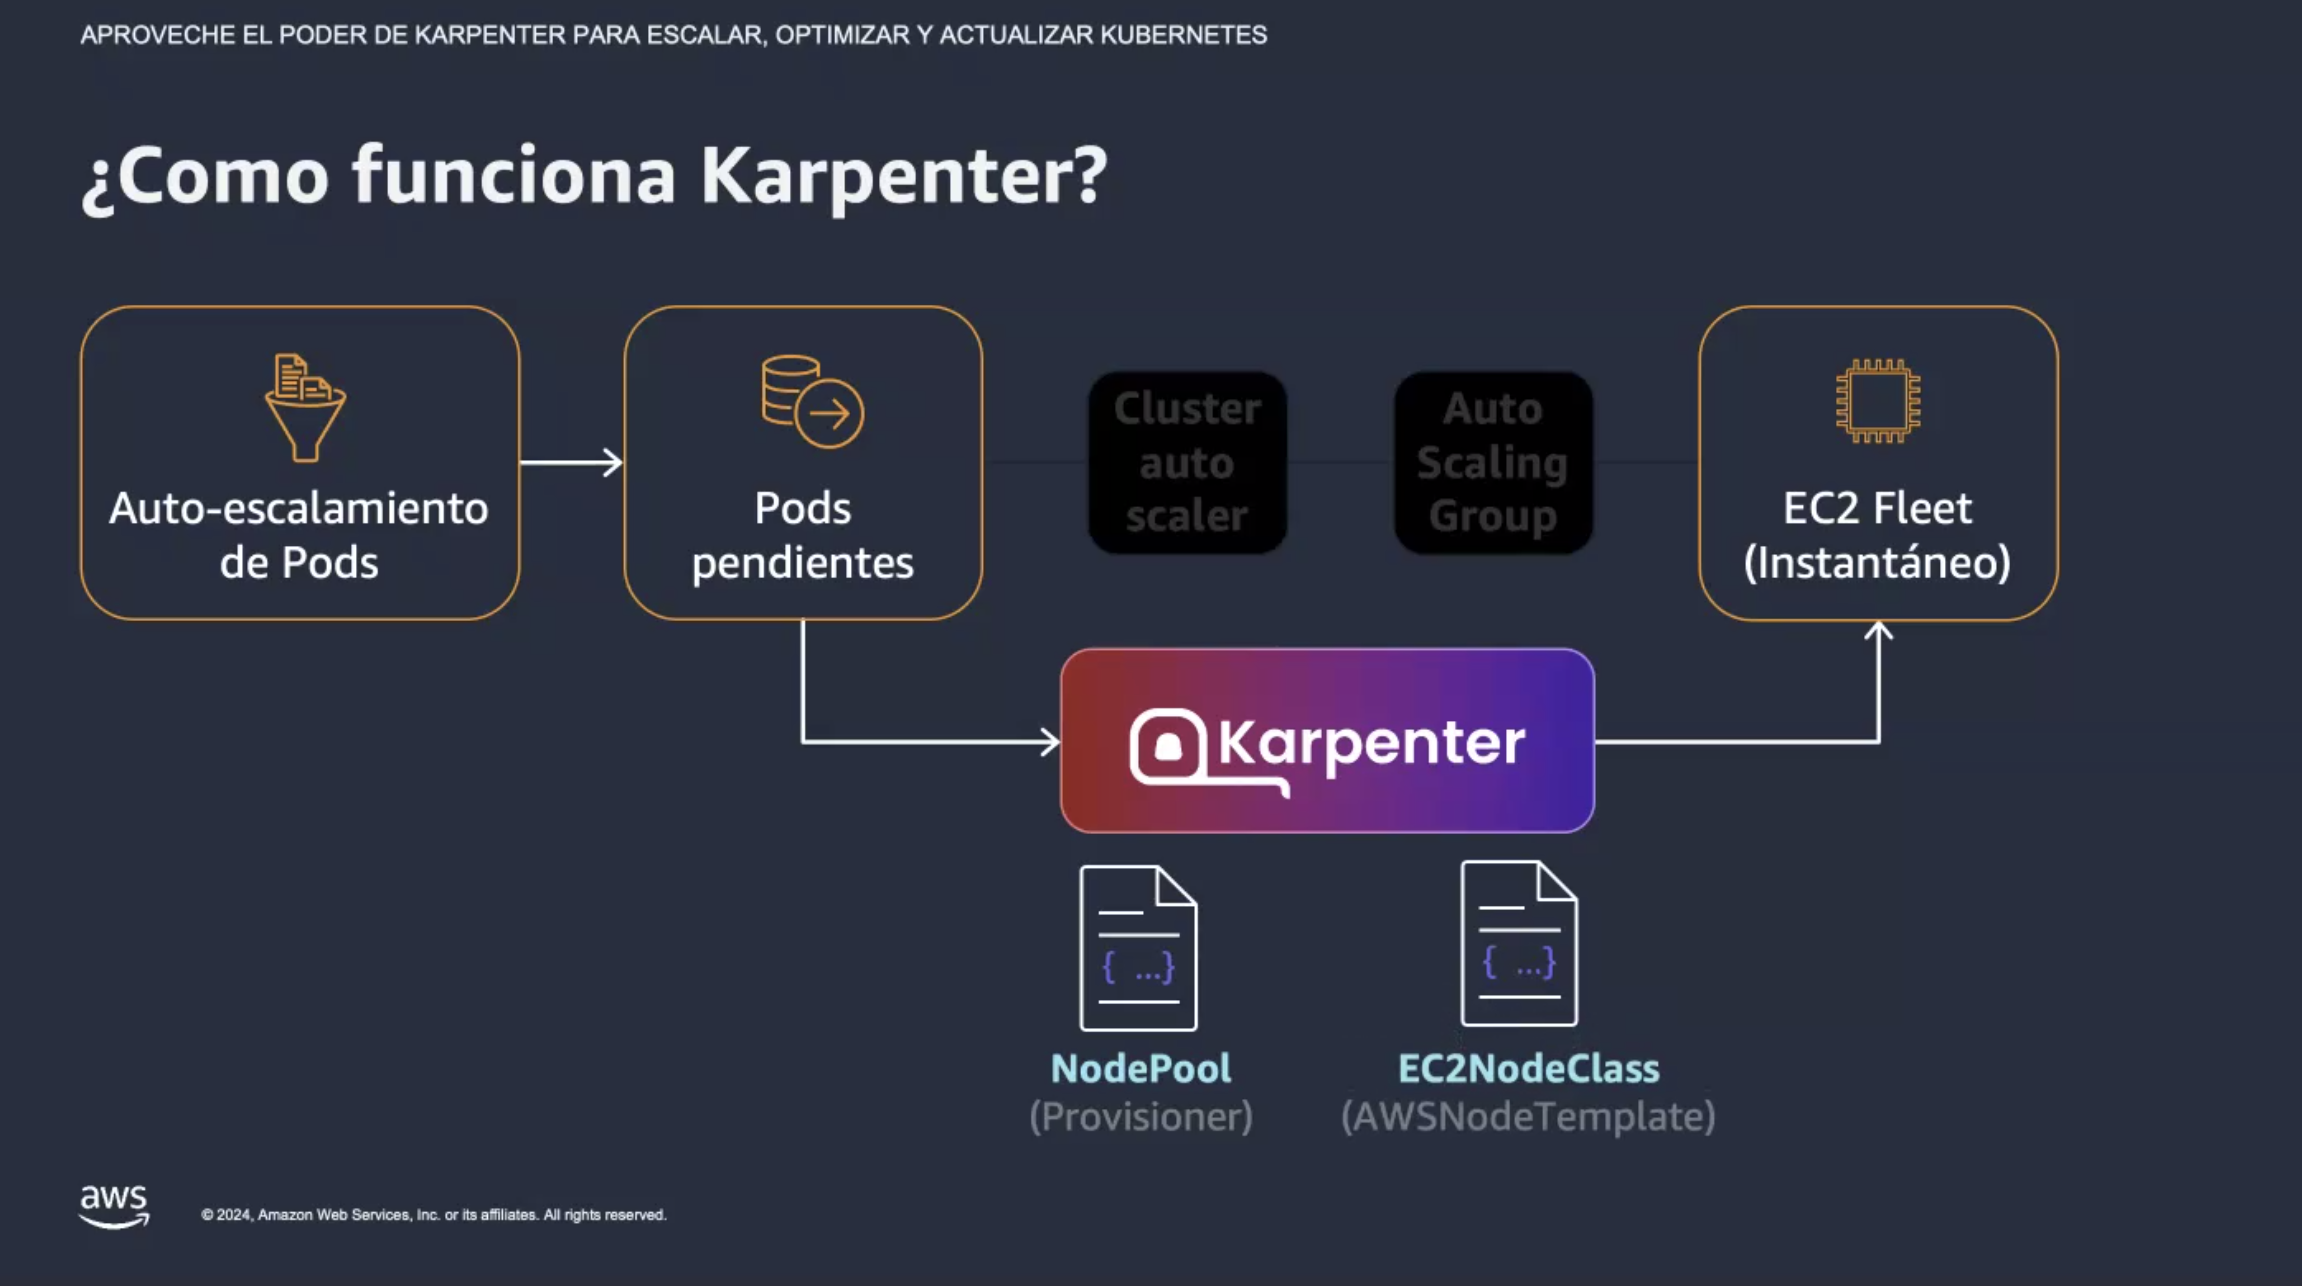 APROVECHE EL PODER DE KARPENTER PARA ESCALAR, OPTIMIZAR Y ACTUALIZAR KUBERNETES
¿Como funciona Karpenter?
Auto-escalamiento
de Pods
Pods
pendientes
Cluster
auto
scaler
Auto
Scaling
Group
EC2 Fleet
(Instantáneo)
Karpenter
{ ...}
{ ...}
NodePool
(Provisioner)
EC2NodeClass
(AWSNodeTemplate)
aws
© 2024, Amazon Web Services, Inc. or its affiliates. All rights reserved.